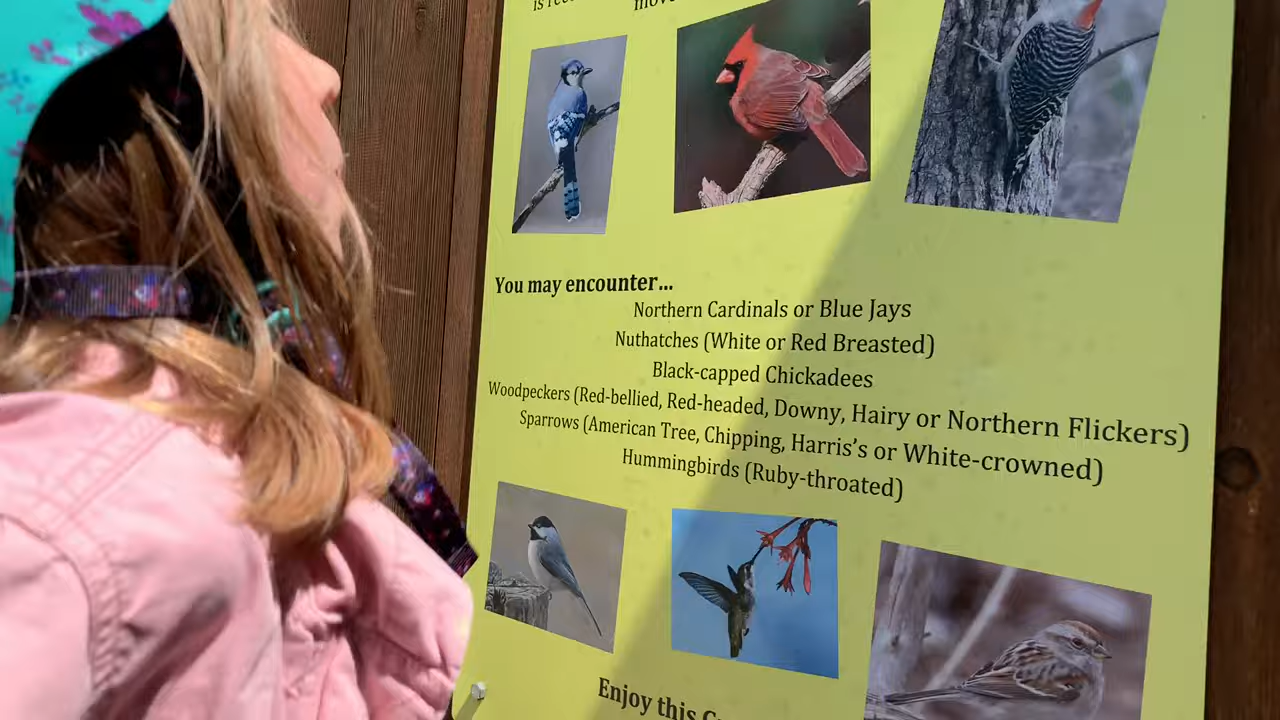 is
You may encounter...
Northern Cardinals or Blue Jays
Nuthatches (White or Red Breasted)
Black-capped Chickadees
Woodpeckers (Red-bellied, Red-headed, Downy, Hairy or Northern Flickers)
Sparrows (American Tree, Chipping, Harris's or White-crowned)
Hummingbirds (Ruby-throated)
Enjoy this